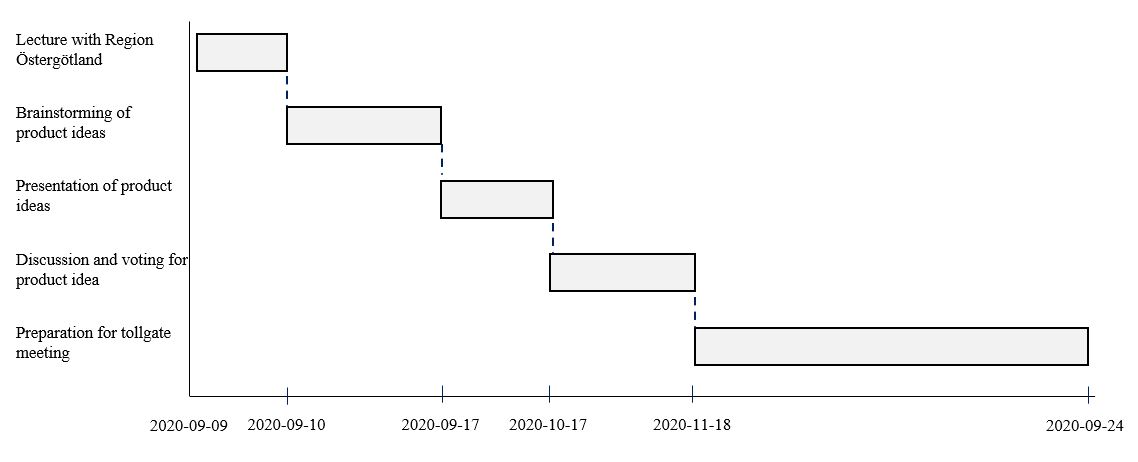 Lecture with Region
Östergötland
Brainstorming of
product ideas
Presentation of product
ideas
Discussion and voting for
product idea
Preparation for tollgate
meeting
2020-09-09 2020-09-10 2020-09-17 2020-10-17 2020-11-18 2020-09-24